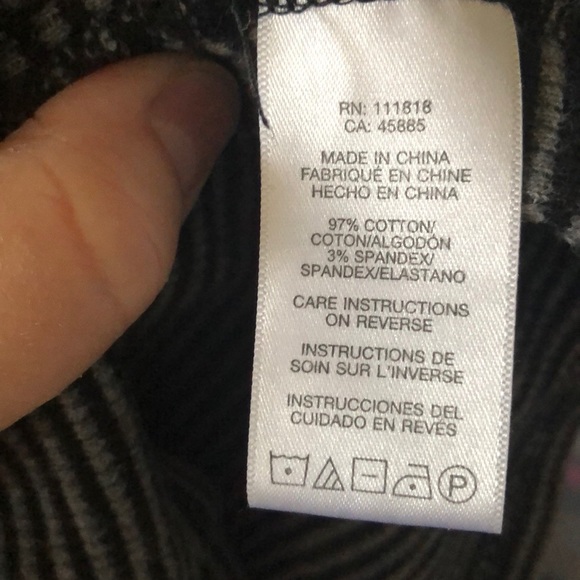 RN: 111818
CA: 45885
MADE IN CHINA
FABRIQUÉ EN CHINE
HECHO EN CHINA
97% COTTON/
COTON/ALGODÓN
3% SPANDEX/
SPANDEX/ELASTANO
CARE INSTRUCTIONS
ON REVERSE
INSTRUCTIONS DE
SOIN SUR L'INVERSE
INSTRUCCIONES DEL
CUIDADO EN REVÉS
P